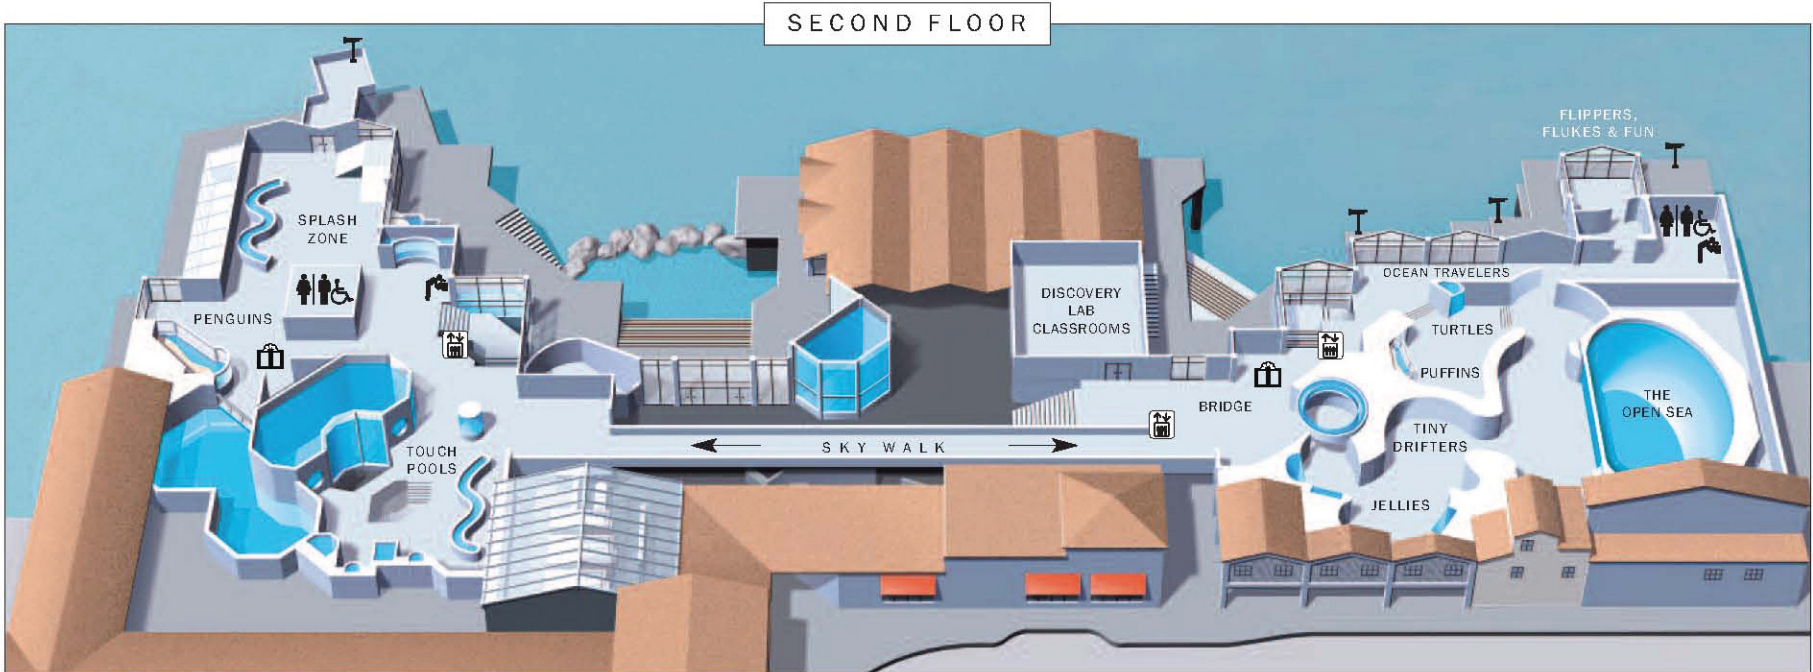 SECOND FLOOR
FLIPPERS,
FLUKES & FUN
SPLASH
ZONE
PENGUINS
TOUCH
POOLS
SKY WALK
DISCOVERY
LAB
CLASSROOMS
BRIDGE
OCEAN TRAVELERS
TURTLES
PUFFINS
TINY
DRIFTERS
JELLIES
THE
OPEN SEA